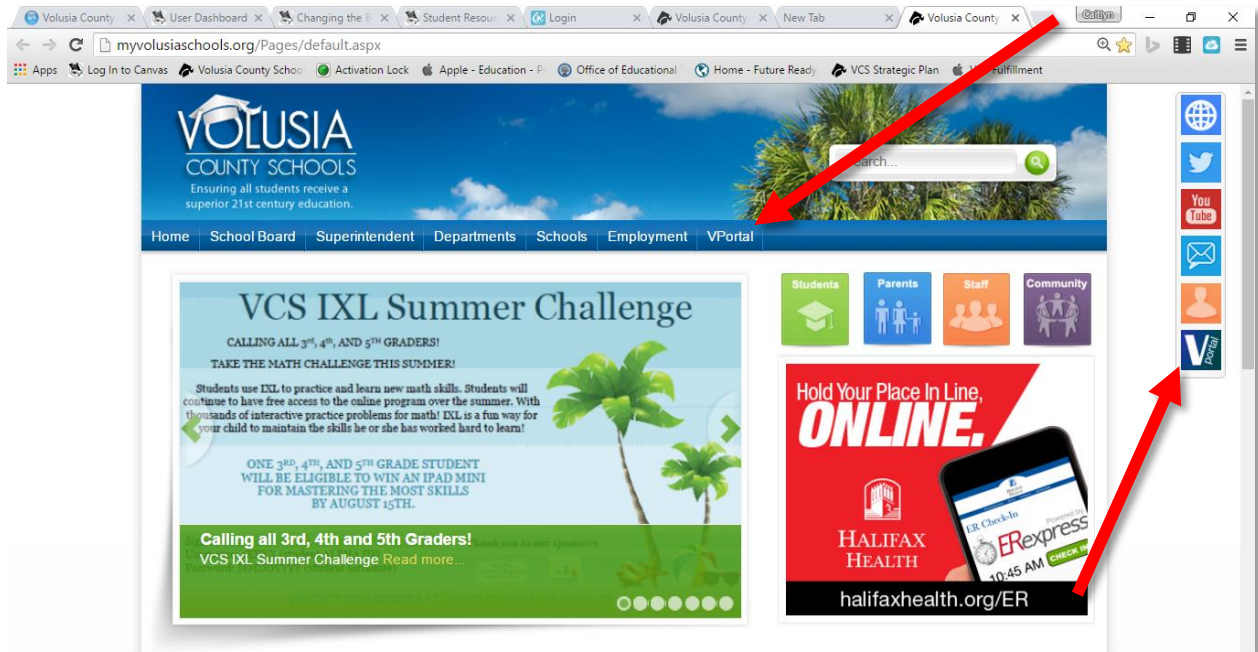 Volusia County
User Dashboard
Changing the E
Student Resour
Login
Volusia County
New Tab
Volusia County
Caitlyn
myvolusiaschools.org/Pages/default.aspx
Apps
Log In to Canvas
Volusia County Schoo
Activation Lock
Apple - Education - P
Office of Educational
Home - Future Ready
VCS Strategic Plan
Fulfillment
VOLUSIA
COUNTY SCHOOLS
Ensuring all students receive a
superior 21st century education.
Search...
Home
School Board
Superintendent
Departments
Schools
Employment
VPortal
You
Tube
V portal
VCS IXL Summer Challenge
CALLING ALL 3rd, 4th, AND 5TH GRADERS!
TAKE THE MATH CHALLENGE THIS SUMMER!
Students use IXL to practice and learn new math skills. Students will
continue to have free access to the online program over the summer. With
thousands of interactive practice problems for math! IXL is a fun way for
your child to maintain the skills he or she has worked hard to learn!
ONE 3RD, 4TH, AND 5TH GRADE STUDENT
WILL BE ELIGIBLE TO WIN AN IPAD MINI
FOR MASTERING THE MOST SKILLS
BY AUGUST 15TH.
Thank you to our sponsors
Calling all 3rd, 4th and 5th Graders!
VCS IXL Summer Challenge Read more...
Students
Parents
Staff
Community
Hold Your Place In Line,
ONLINE.
HALIFAX
HEALTH
ER Check-In
Powered by
ERexpress
10:45 AM
CHECK IN
halifaxhealth.org/ER